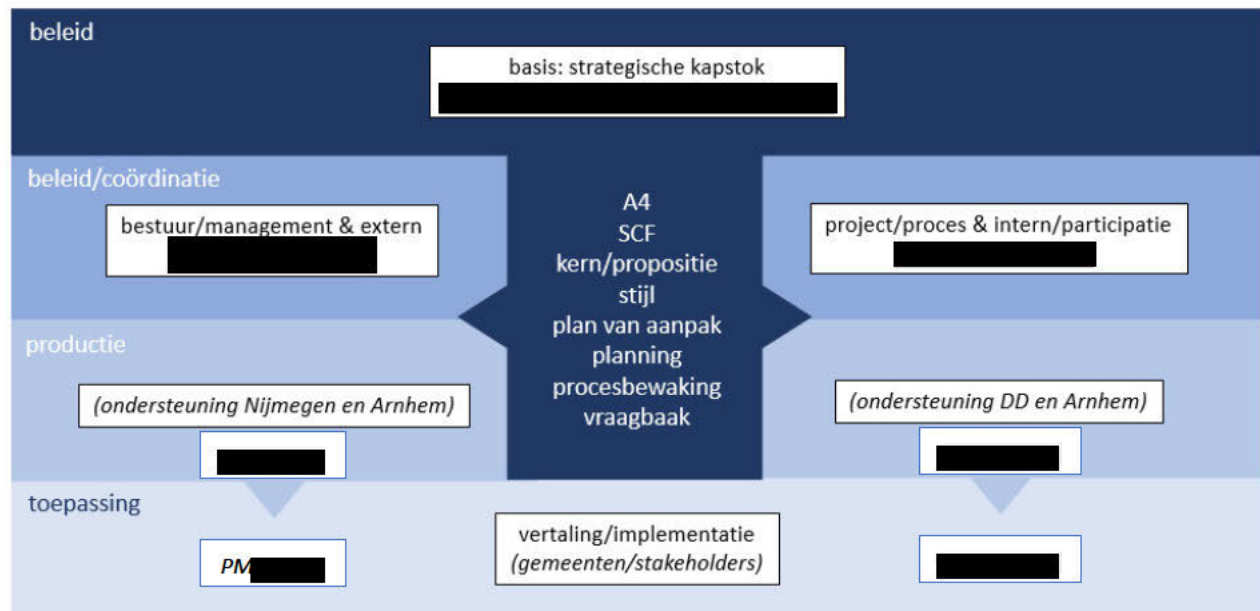 beleid
basis: strategische kapstok
beleid/coördinatie
bestuur/management & extern
A4
SCF
kern/propositie
stijl
plan van aanpak
planning
procesbewaking
vraagbaak
project/proces & intern/participatie
productie
(ondersteuning Nijmegen en Arnhem)
(ondersteuning DD en Arnhem)
toepassing
PM
vertaling/implementatie
(gemeenten/stakeholders)